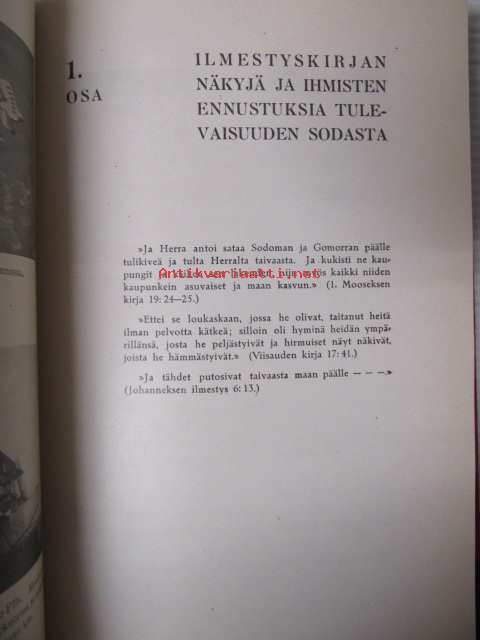 1.
OSA
ILMESTYSKIRJAN
NÄKYJÄ JA IHMISTEN
ENNUSTUKSIA TULE-
VAISUUDEN SODASTA
»Ja Herra antoi sataa Sodoman ja Gomorran päälle
tulikiveä ja tulta Herralta taivaasta. Ja kukisti ne kau-
pungit ja
Antikvariaatti.net
myös kaikki niiden
kaupunkein asuvaiset ja maan kasvun.» (1. Mooseksen
kirja 19: 24—25.)
»Ettei se loukaskaan, jossa he olivat, taitanut heitä
ilman pelvotta kätkeä; silloin oli hyminä heidän ympä-
rillänsä, josta he peljästyivät ja hirmuiset näyt näkivät,
joista he hämmästyivät.» (Viisauden kirja 17: 41.)
»Ja tähdet putosivat taivaasta maan päälle — — —.»
(Johanneksen ilmestys 6: 13.)